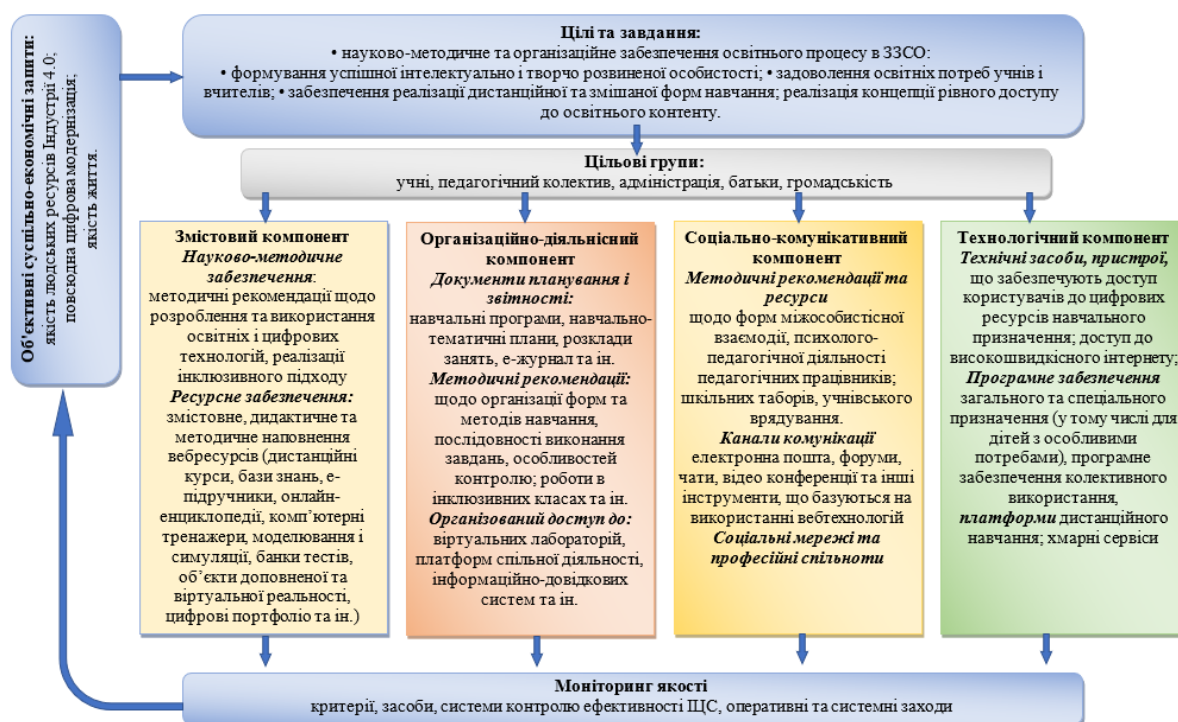 Об'єктивні суспільно-економічні запити:
якість людських ресурсів Індустрії 4.0;
повсюдна цифрова модернізація;
якість життя.
Цілі та завдання:
• науково-методичне та організаційне забезпечення освітнього процесу в ЗЗСО:
• формування успішної інтелектуально і творчо розвиненої особистості; • задоволення освітніх потреб учнів і
вчителів; • забезпечення реалізації дистанційної та змішаної форм навчання; реалізація концепції рівного доступу
до освітнього контенту.
Цільові групи:
учні, педагогічний колектив, адміністрація, батьки, громадськість
Змістовий компонент
Науково-методичне
забезпечення:
методичні рекомендації щодо
розроблення та використання
освітніх і цифрових
технологій, реалізації
інклюзивного підходу
Ресурсне забезпечення:
змістовне, дидактичне та
методичне наповнення
вебресурсів (дистанційні
курси, бази знань, е-
підручники, онлайн-
енциклопедії, комп’ютерні
тренажери, моделювання і
симуляції, банки тестів,
об’єкти доповненої та
віртуальної реальності,
цифрові портфоліо та ін.)
Організаційно-діяльнісний
компонент
Документи планування і
звітності:
навчальні програми, навчально-
тематичні плани, розклади
занять, е-журнал та ін.
Методичні рекомендації:
щодо організації форм та
методів навчання,
послідовності виконання
завдань, особливостей
контролю; роботи в
інклюзивних класах та ін.
Організований доступ до:
віртуальних лабораторій,
платформ спільної діяльності,
інформаційно-довідкових
систем та ін.
Соціально-комунікативний
компонент
Методичні рекомендації та
ресурси
щодо форм міжособистісної
взаємодії, психолого-
педагогічної діяльності
педагогічних працівників;
шкільних таборів, учнівського
врядування.
Канали комунікації
електронна пошта, форуми,
чати, відео конференції та інші
інструменти, що базуються на
використанні вебтехнологій
Соціальні мережі та
професійні спільноти
Технологічний компонент
Технічні засоби, пристрої,
що забезпечують доступ
користувачів до цифрових
ресурсів навчального
призначення; доступ до
високошвидкісного інтернету;
Програмне забезпечення
загального та спеціального
призначення (у тому числі для
дітей з особливими
потребами), програмне
забезпечення колективного
використання,
платформи дистанційного
навчання; хмарні сервіси
Моніторинг якості
критерії, засоби, системи контролю ефективності ІЦС, оперативні та системні заходи